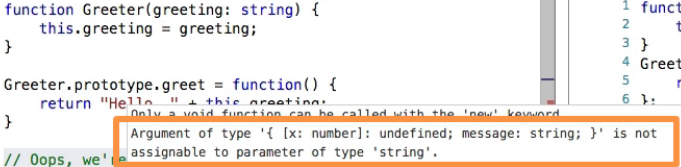 function Greeter(greeting: string) {
this.greeting = greeting;
}
Greeter.prototype.greet = function() {
return "Hello, " + this.greeting;
}
Only a void function can be called with the 'new' keyword.
Argument of type '{ [x: number]: undefined; message: string; }' is not
assignable to parameter of type 'string'.
// Oops, we're
1 funct
2 t
3 }
4 Greet
5 r
6 };